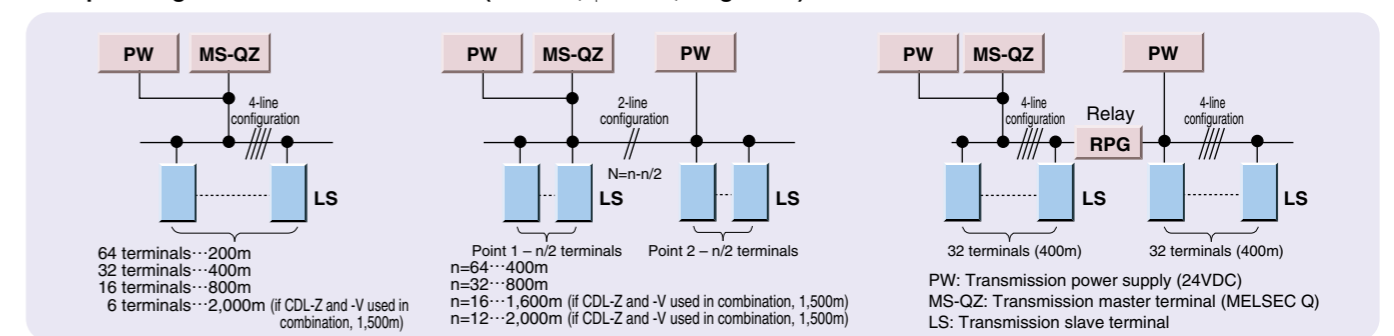 PW
MS-QZ
4-line
configuration
LS
64 terminals···200m
32 terminals···400m
16 terminals···800m
6 terminals···2,000m (if CDL-Z and -V used in
combination, 1,500m)
PW
MS-QZ
PW
2-line
configuration
N=n-n/2
LS
LS
Point 1 – n/2 terminals
Point 2 – n/2 terminals
n=64···400m
n=32···800m
n=16···1,600m (if CDL-Z and -V used in combination, 1,500m)
n=12···2,000m (if CDL-Z and -V used in combination, 1,500m)
PW
MS-QZ
PW
4-line
configuration
Relay
RPG
4-line
configuration
LS
LS
32 terminals (400m)
32 terminals (400m)
PW: Transmission power supply (24VDC)
MS-QZ: Transmission master terminal (MELSEC Q)
LS: Transmission slave terminal